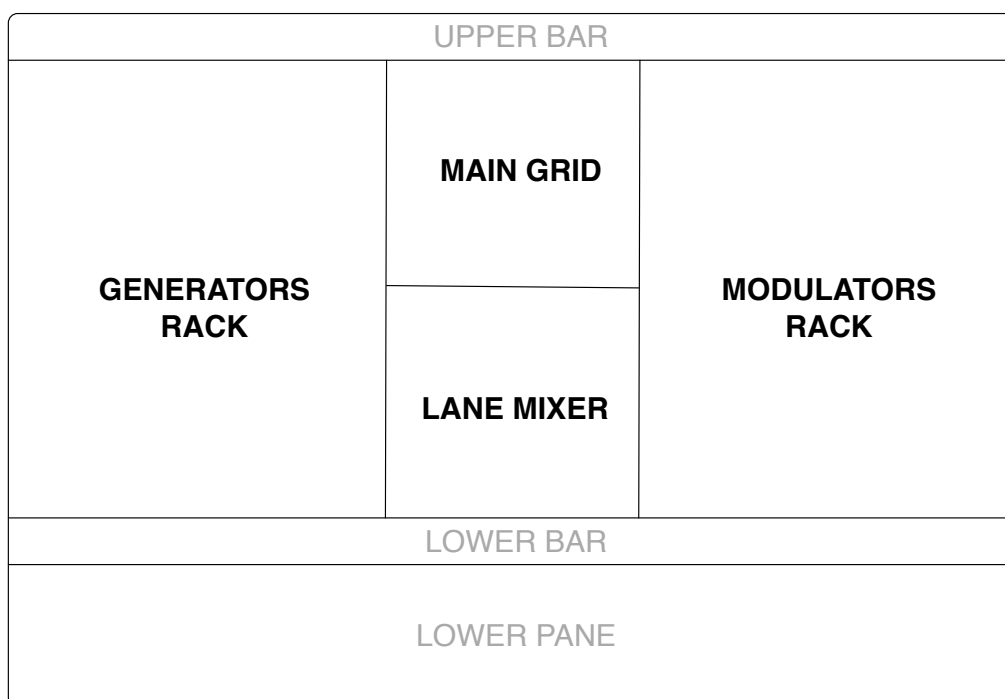 UPPER BAR
GENERATORS
RACK
MAIN GRID
LANE MIXER
MODULATORS
RACK
LOWER BAR
LOWER PANE